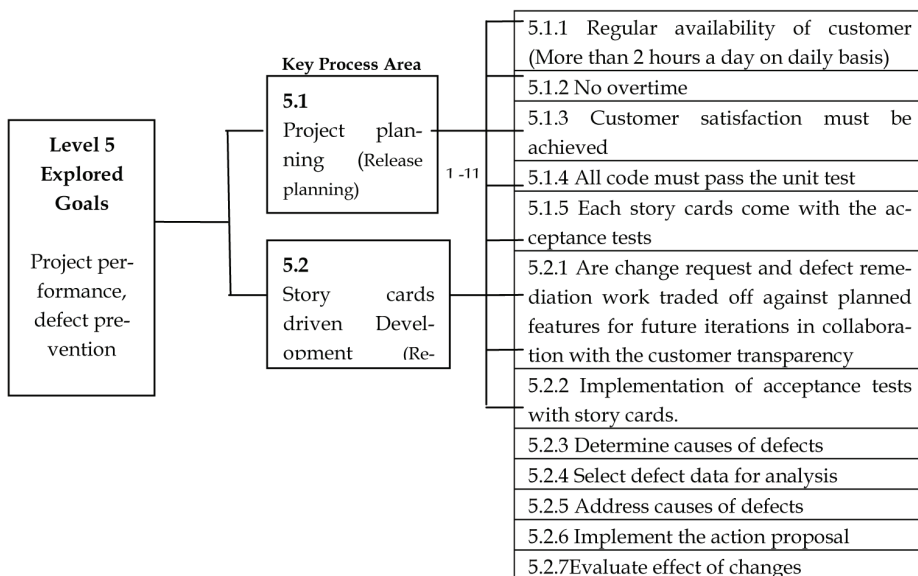 Level 5
Explored
Goals
Project per-
formance,
defect pre-
vention
Key Process Area
5.1
Project plan-
ning (Release
planning)
1 -11
5.2
Story cards
driven Devel-
opment (Re-
5.1.1 Regular availability of customer
(More than 2 hours a day on daily basis)
5.1.2 No overtime
5.1.3 Customer satisfaction must be
achieved
5.1.4 All code must pass the unit test
5.1.5 Each story cards come with the ac-
ceptance tests
5.2.1 Are change request and defect reme-
diation work traded off against planned
features for future iterations in collabora-
tion with the customer transparency
5.2.2 Implementation of acceptance tests
with story cards.
5.2.3 Determine causes of defects
5.2.4 Select defect data for analysis
5.2.5 Address causes of defects
5.2.6 Implement the action proposal
5.2.7Evaluate effect of changes